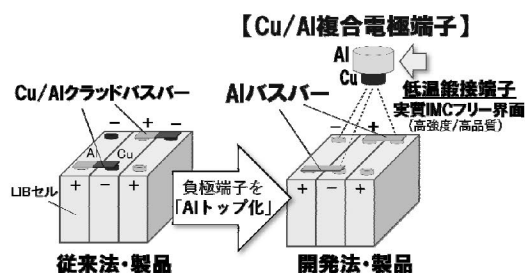 【Cu/Al複合電極端子】
Al
Cu
低温鍛接端子
実質IMCフリー界面
(高強度/高品質)
Cu/Alクラッドバスバー
Alバスバー
− + −
Al Cu
+ − +
LIBセル
負極端子を
「Alトップ化」
− +
+ − +
従来法・製品
開発法・製品